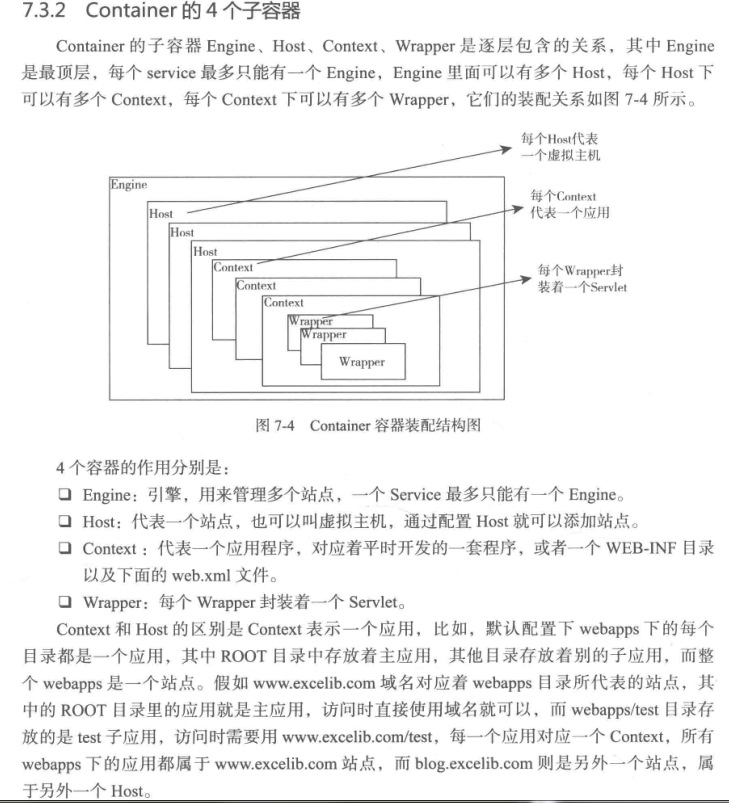 7.3.2 Container 的 4 个子容器
Container 的子容器 Engine、Host、Context、Wrapper 是逐层包含的关系，其中 Engine
是最顶层，每个 service 最多只能有一个 Engine，Engine 里面可以有多个 Host，每个 Host 下
可以有多个 Context，每个 Context 下可以有多个 Wrapper，它们的装配关系如图 7-4 所示。
每个Host代表
一个虚拟主机
Engine
每个Context
代表一个应用
Host
Host
Host
Context
每个Wrapper封
装着一个Servlet
Context
Context
Wrapper
Wrapper
Wrapper
图 7-4 Container 容器装配结构图
4 个容器的作用分别是：
❑ Engine：引擎，用来管理多个站点，一个 Service 最多只能有一个 Engine。
❑ Host：代表一个站点，也可以叫虚拟主机，通过配置 Host 就可以添加站点。
❑ Context：代表一个应用程序，对应着平时开发的一套程序，或者一个 WEB-INF 目录
以及下面的 web.xml 文件。
❑ Wrapper：每个 Wrapper 封装着一个 Servlet。
Context 和 Host 的区别是 Context 表示一个应用，比如，默认配置下 webapps 下的每个
目录都是一个应用，其中 ROOT 目录中存放着主应用，其他目录存放着别的子应用，而整
个 webapps 是一个站点。假如 www.excelib.com 域名对应着 webapps 目录所代表的站点，其
中的 ROOT 目录里的应用就是主应用，访问时直接使用域名就可以，而 webapps/test 目录存
放的是 test 子应用，访问时需要用 www.excelib.com/test，每一个应用对应一个 Context，所有
webapps 下的应用都属于 www.excelib.com 站点，而 blog.excelib.com 则是另外一个站点，属
于另外一个 Host。